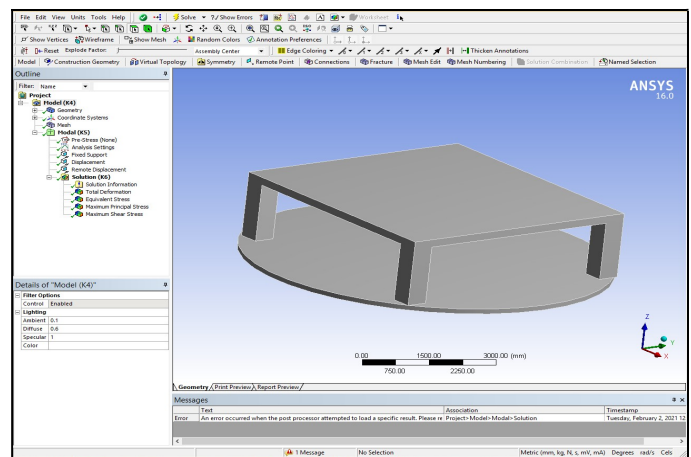 File Edit View Units Tools Help Solve ?/ Show Errors Worksheet
Show Vertices Wireframe Show Mesh Random Colors Annotation Preferences
Reset Explode Factor: Assembly Center Edge Coloring Thicken Annotations
Model Construction Geometry Virtual Topology Symmetry Remote Point Connections Fracture Mesh Edit Mesh Numbering Solution Combination Named Selection
Outline
Filter: Name
Project
Model (K4)
Geometry
Coordinate Systems
Mesh
Modal (K5)
Pre-Stress (None)
Analysis Settings
Fixed Support
Displacement
Remote Displacement
Solution (K6)
Solution Information
Total Deformation
Equivalent Stress
Maximum Principal Stress
Maximum Shear Stress
Details of "Model (K4)"
Filter Options
Control Enabled
Lighting
Ambient 0.1
Diffuse 0.6
Specular 1
Color
ANSYS
16.0
Z
Y
X
0.00 1500.00 3000.00 (mm)
750.00 2250.00
Geometry Print Preview Report Preview
Messages
Text Association Timestamp
Error An error occurred when the post processor attempted to load a specific result. Please re Project>Model>Modal>Solution Tuesday, February 2, 2021 12
1 Message No Selection Metric (mm, kg, N, s, mV, mA) Degrees rad/s Cels